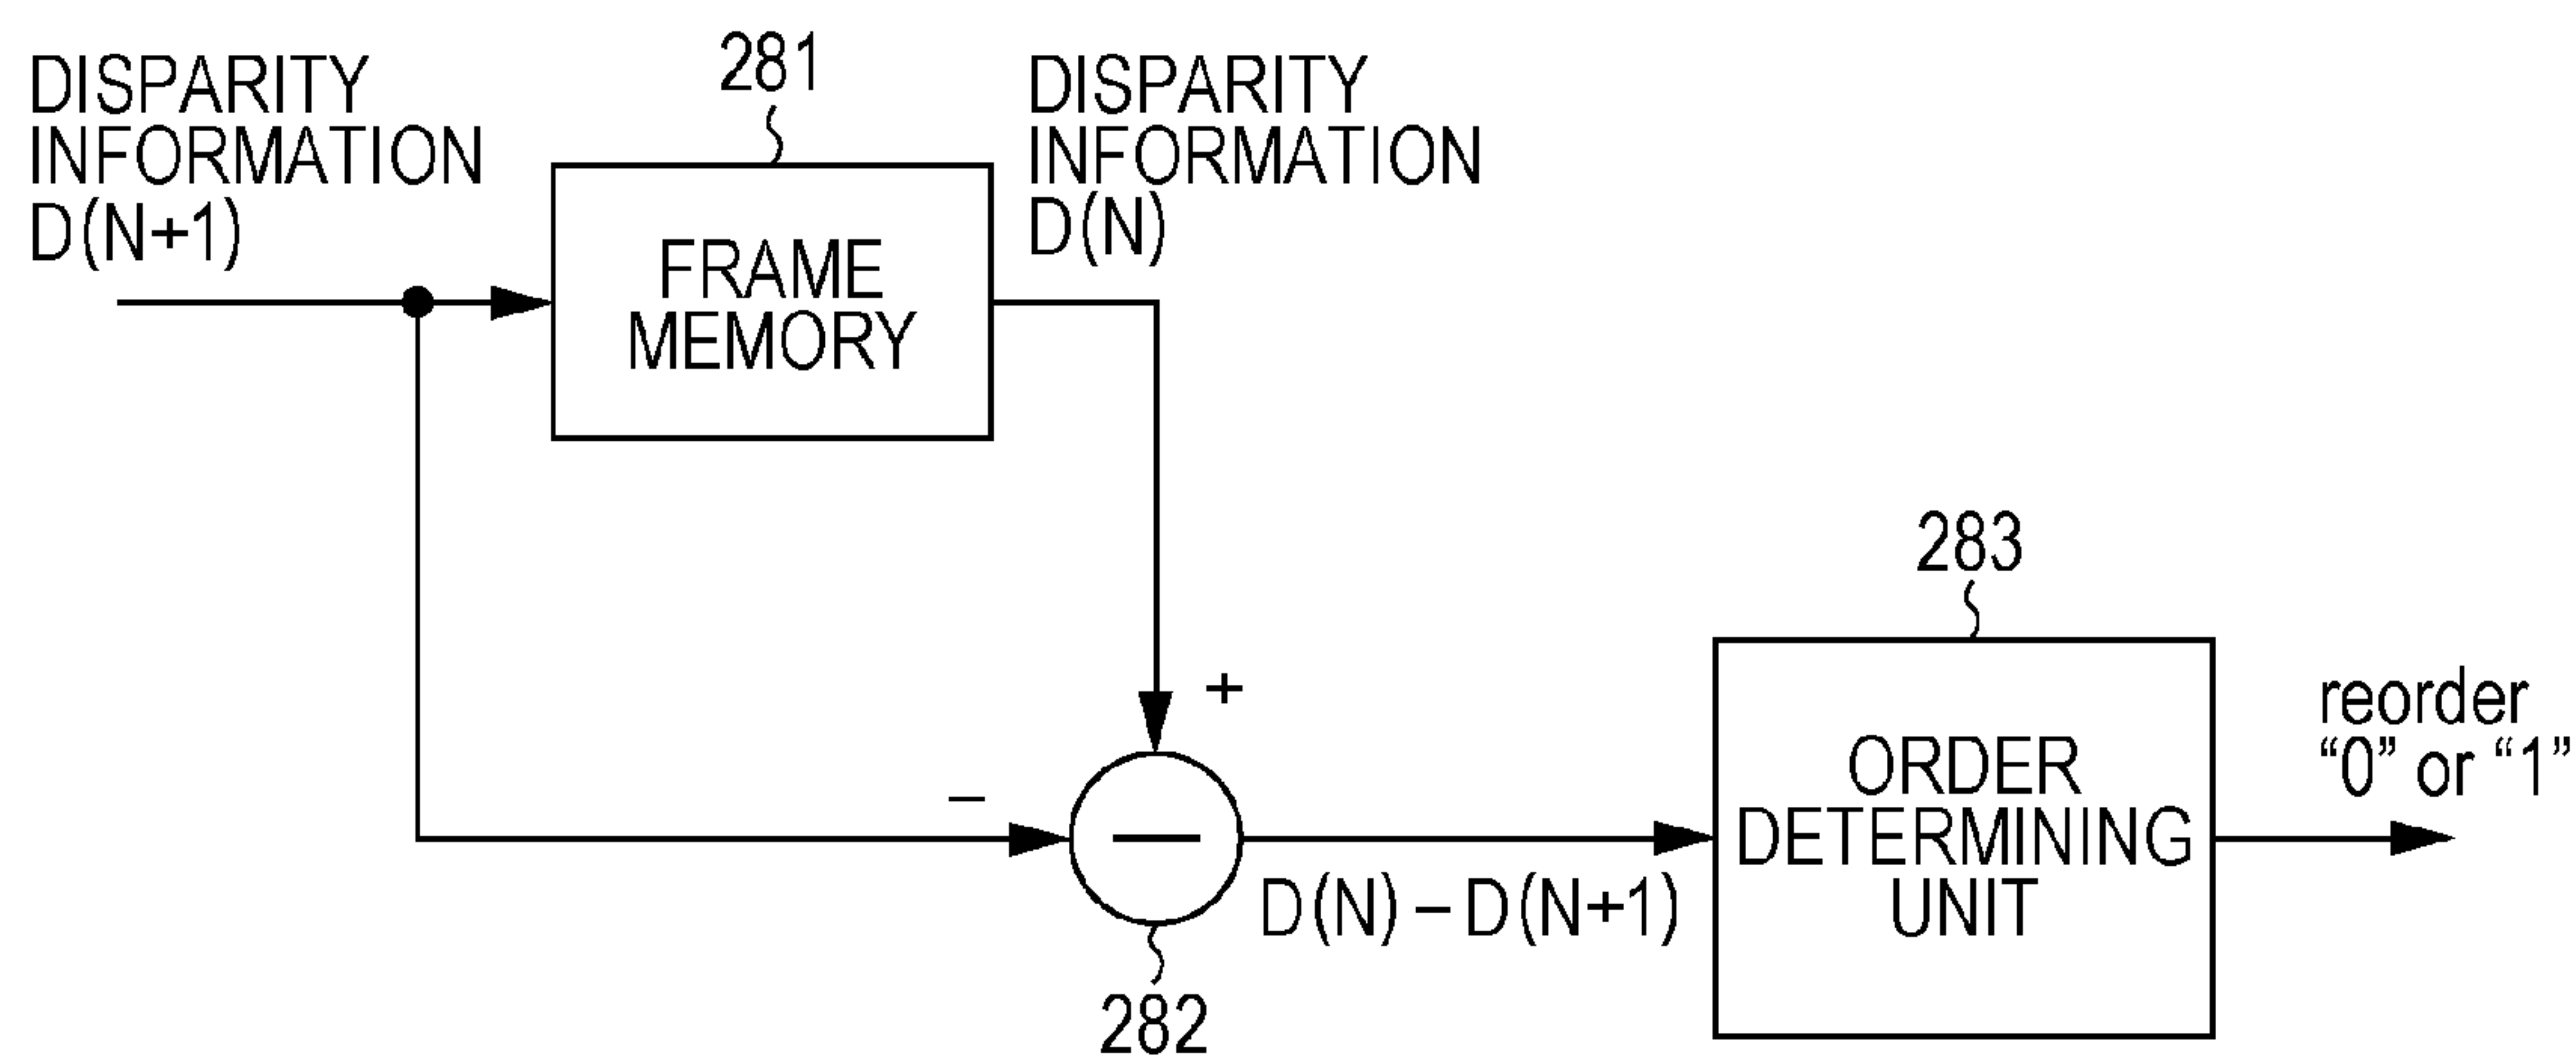 DISPARITY
INFORMATION
D(N+1)
281
FRAME
MEMORY
DISPARITY
INFORMATION
D(N)
+
−
−
282
D(N) − D(N+1)
283
ORDER
DETERMINING
UNIT
reorder
“0” or “1”